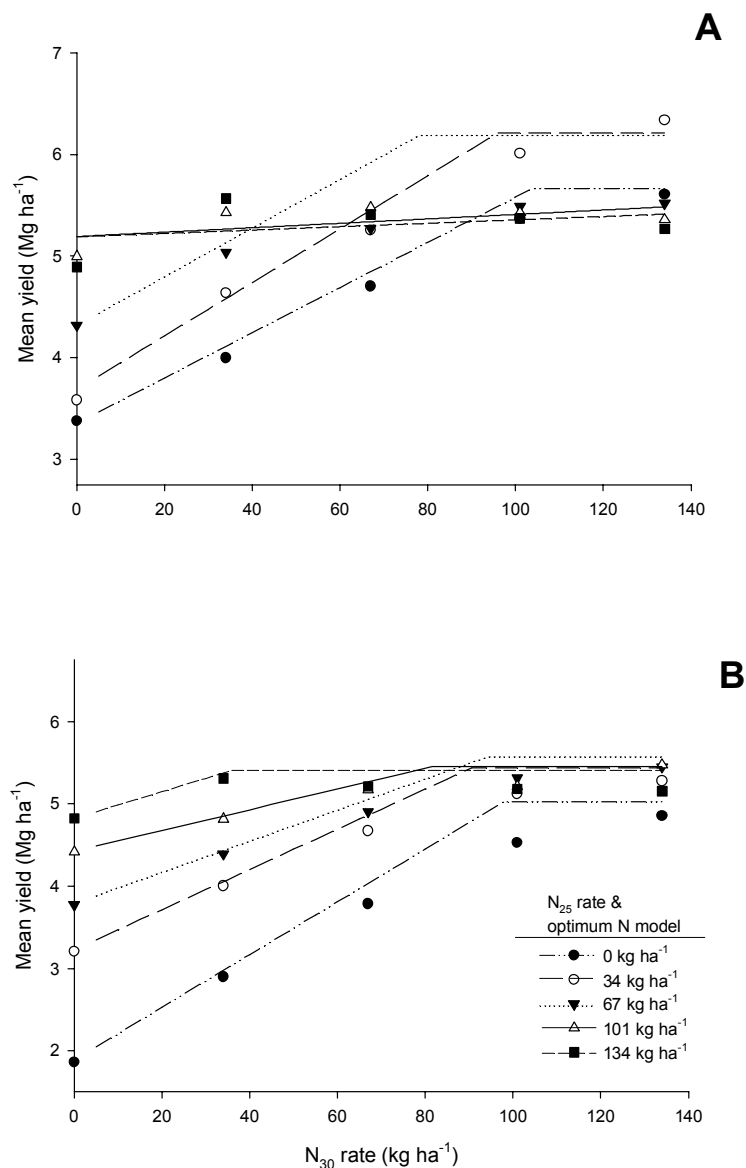 A
7
6
5
4
3
Mean yield (Mg ha⁻¹)
0 20 40 60 80 100 120 140
B
6
5
4
3
2
Mean yield (Mg ha⁻¹)
N₂₅ rate &
optimum N model
0 kg ha⁻¹
34 kg ha⁻¹
67 kg ha⁻¹
101 kg ha⁻¹
134 kg ha⁻¹
0 20 40 60 80 100 120 140
N₃₀ rate (kg ha⁻¹)